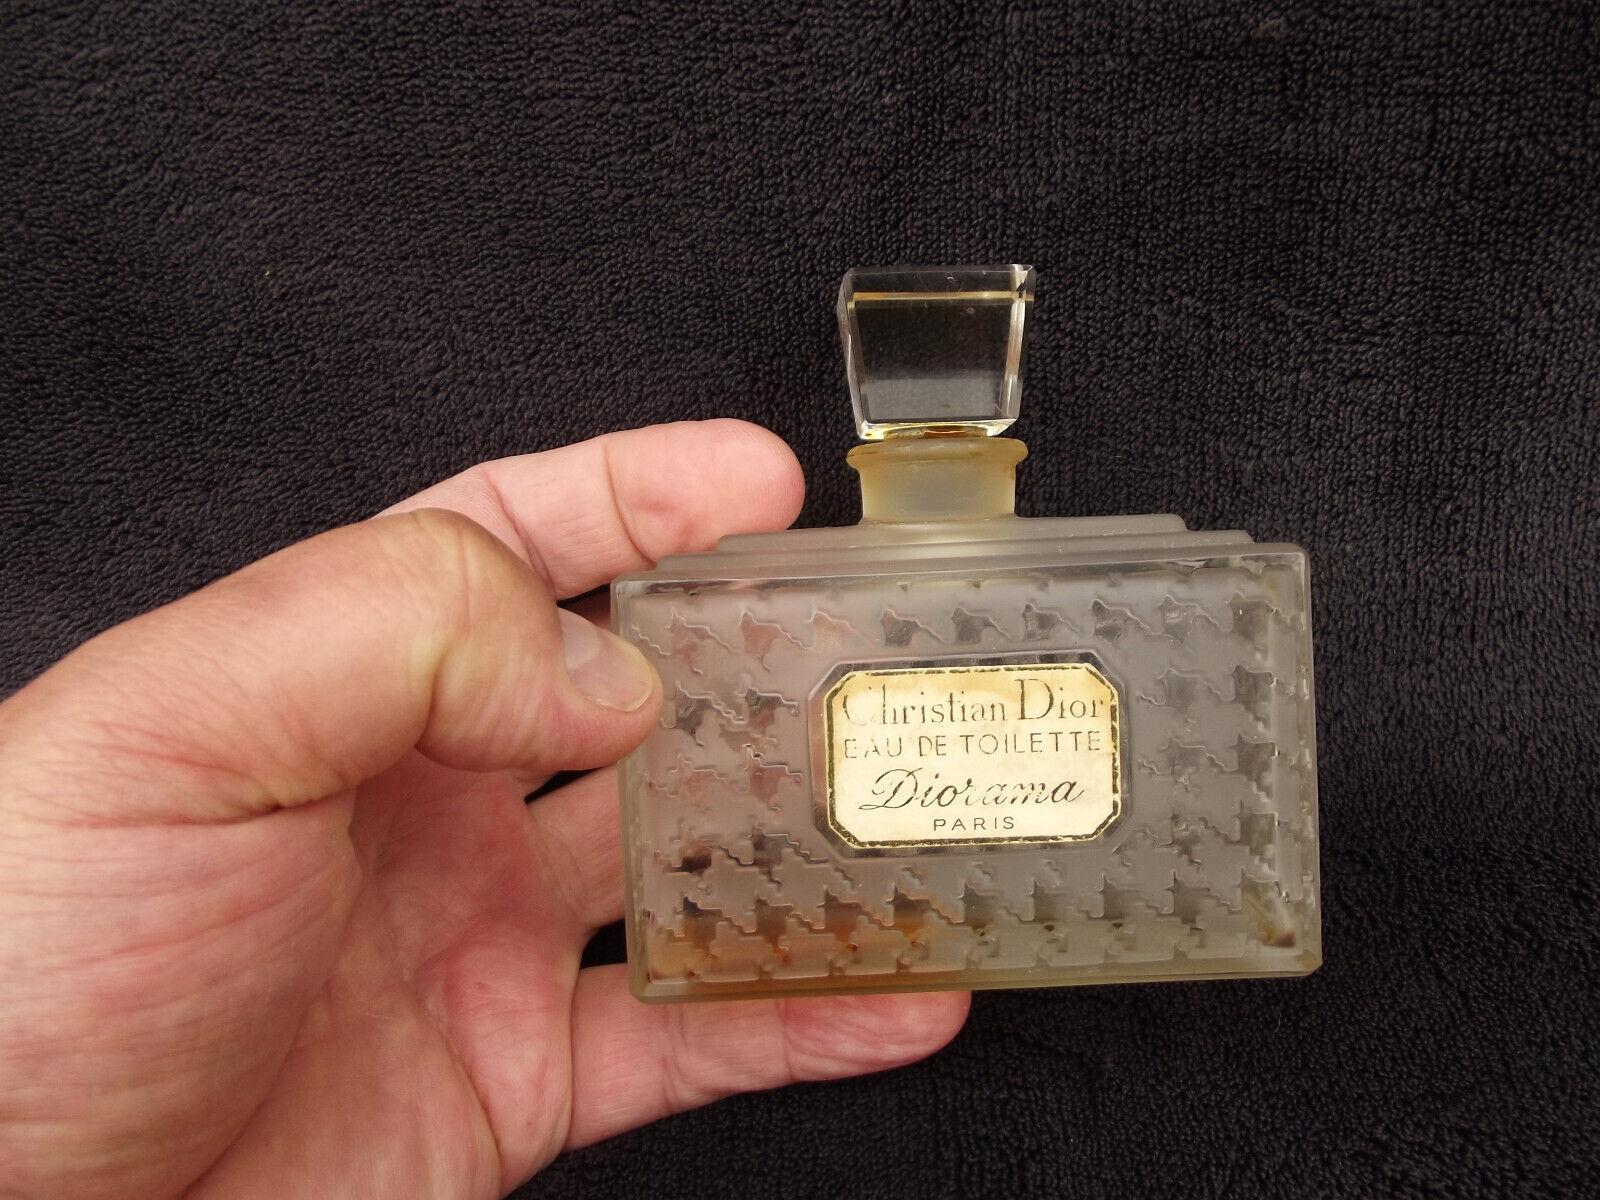 Christian Dior
EAU DE TOILETTE
Diorama
PARIS